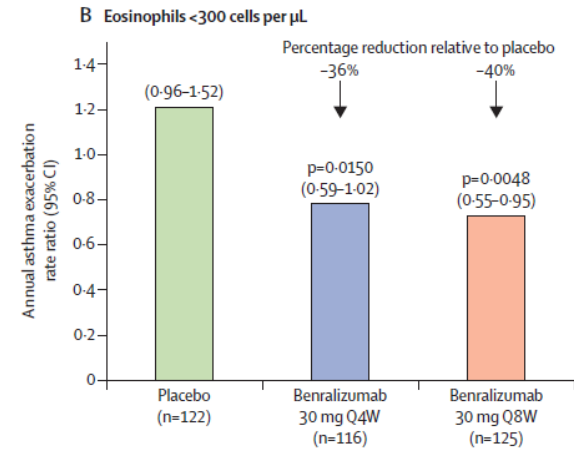 B Eosinophils <300 cells per μL
Percentage reduction relative to placebo
–36%
–40%
Annual asthma exacerbation
rate ratio (95% CI)
1·4
1·2
1·0
0·8
0·6
0·4
0·2
0
(0·96–1·52)
p=0·0150
(0·59–1·02)
p=0·0048
(0·55–0·95)
Placebo
(n=122)
Benralizumab
30 mg Q4W
(n=116)
Benralizumab
30 mg Q8W
(n=125)